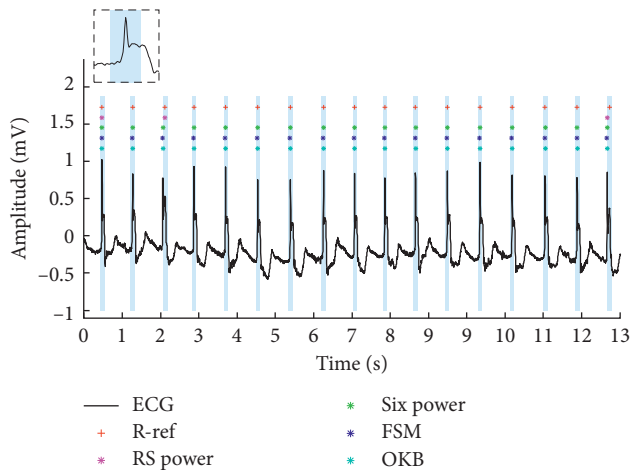 2
1.5
1
0.5
0
−0.5
−1
Amplitude (mV)
0 1 2 3 4 5 6 7 8 9 9 10 11 12 13
Time (s)
ECG
R-ref
RS power
Six power
FSM
OKB